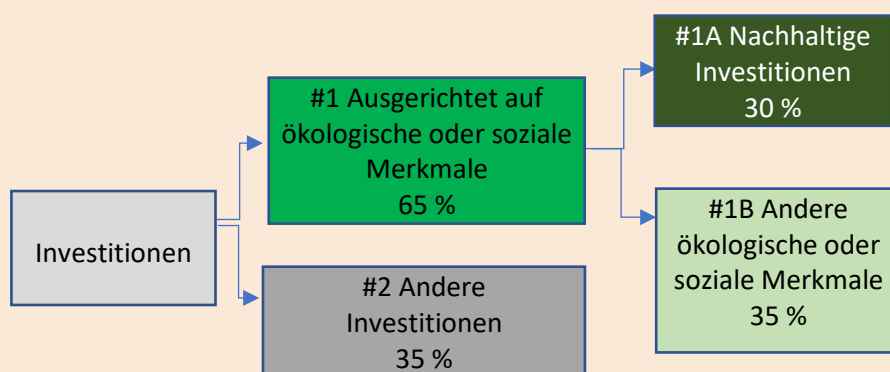 Investitionen
#1 Ausgerichtet auf
ökologische oder soziale
Merkmale
65 %
#2 Andere
Investitionen
35 %
#1A Nachhaltige
Investitionen
30 %
#1B Andere
ökologische oder
soziale Merkmale
35 %